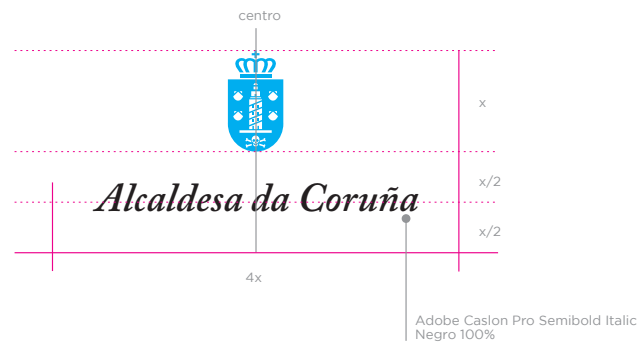 centro
x
x/2
Alcaldesa da Coruña
x/2
4x
Adobe Caslon Pro Semibold Italic
Negro 100%